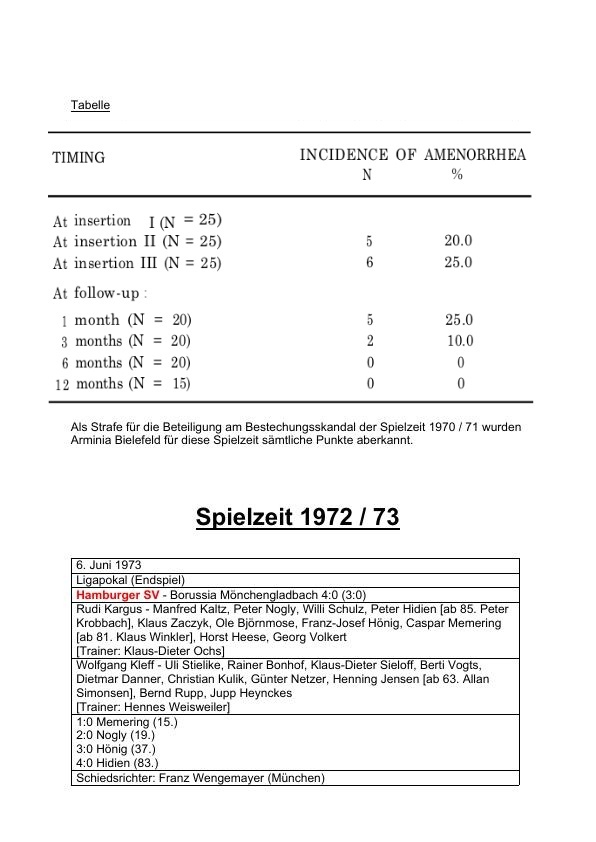 Tabelle
TIMING INCIDENCE OF AMENORRHEA
N %
At insertion I (N = 25)
At insertion II (N = 25) 5 20.0
At insertion III (N = 25) 6 25.0
At follow-up :
1 month (N = 20) 5 25.0
3 months (N = 20) 2 10.0
6 months (N = 20) 0 0
12 months (N = 15) 0 0
Als Strafe für die Beteiligung am Bestechungsskandal der Spielzeit 1970 / 71 wurden
Arminia Bielefeld für diese Spielzeit sämtliche Punkte aberkannt.
Spielzeit 1972 / 73
6. Juni 1973
Ligapokal (Endspiel)
Hamburger SV - Borussia Mönchengladbach 4:0 (3:0)
Rudi Kargus - Manfred Kaltz, Peter Nogly, Willi Schulz, Peter Hidien [ab 85. Peter
Krobbach], Klaus Zaczyk, Ole Björnmose, Franz-Josef Hönig, Caspar Memering
[ab 81. Klaus Winkler], Horst Heese, Georg Volkert
[Trainer: Klaus-Dieter Ochs]
Wolfgang Kleff - Uli Stielike, Rainer Bonhof, Klaus-Dieter Sieloff, Berti Vogts,
Dietmar Danner, Christian Kulik, Günter Netzer, Henning Jensen [ab 63. Allan
Simonsen], Bernd Rupp, Jupp Heynckes
[Trainer: Hennes Weisweiler]
1:0 Memering (15.)
2:0 Nogly (19.)
3:0 Hönig (37.)
4:0 Hidien (83.)
Schiedsrichter: Franz Wengemayer (München)